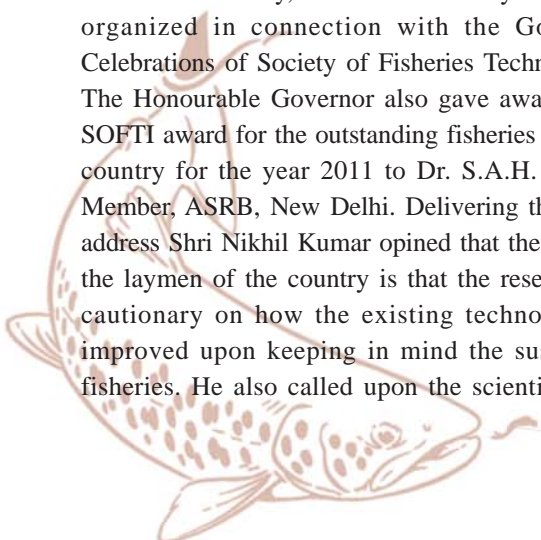 organized in connection with the Go
Celebrations of Society of Fisheries Techn
The Honourable Governor also gave awa
SOFTI award for the outstanding fisheries
country for the year 2011 to Dr. S.A.H.
Member, ASRB, New Delhi. Delivering th
address Shri Nikhil Kumar opined that the
the laymen of the country is that the rese
cautionary on how the existing techno
improved upon keeping in mind the su
fisheries. He also called upon the scienti